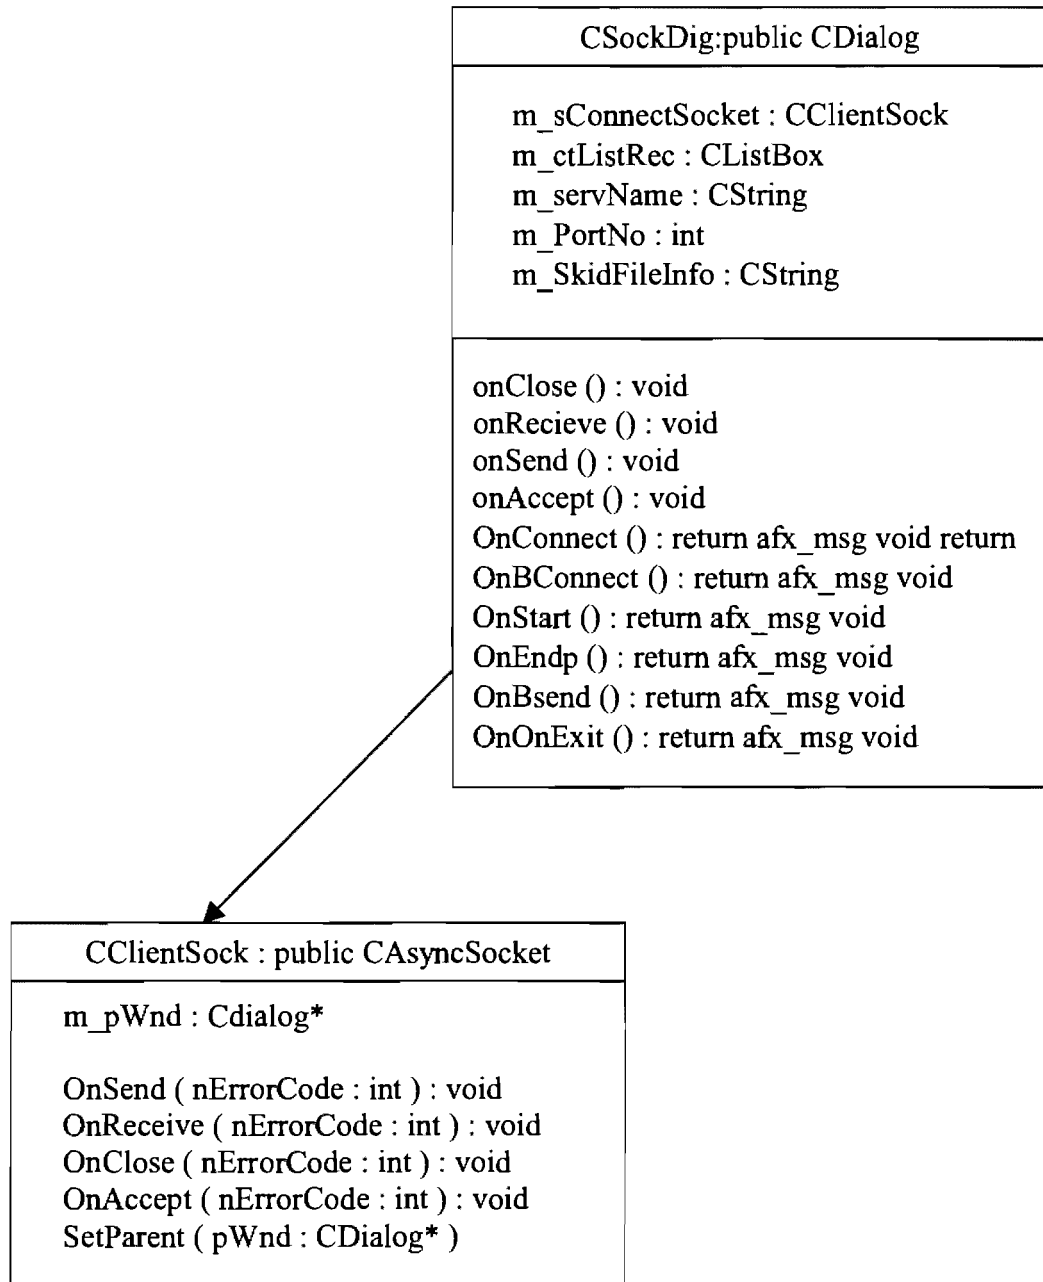 CSockDig:public CDialog
m_sConnectSocket : CClientSock
m_ctListRec : CListBox
m_servName : CString
m_PortNo : int
m_SkidFileInfo : CString
onClose () : void
onRecieve () : void
onSend () : void
onAccept () : void
OnConnect () : return afx_msg void return
OnBConnect () : return afx_msg void
OnStart () : return afx_msg void
OnEndp () : return afx_msg void
OnBsend () : return afx_msg void
OnOnExit () : return afx_msg void
CClientSock : public CAsyncSocket
m_pWnd : Cdialog*
OnSend ( nErrorCode : int ) : void
OnReceive ( nErrorCode : int ) : void
OnClose ( nErrorCode : int ) : void
OnAccept ( nErrorCode : int ) : void
SetParent ( pWnd : CDialog* )